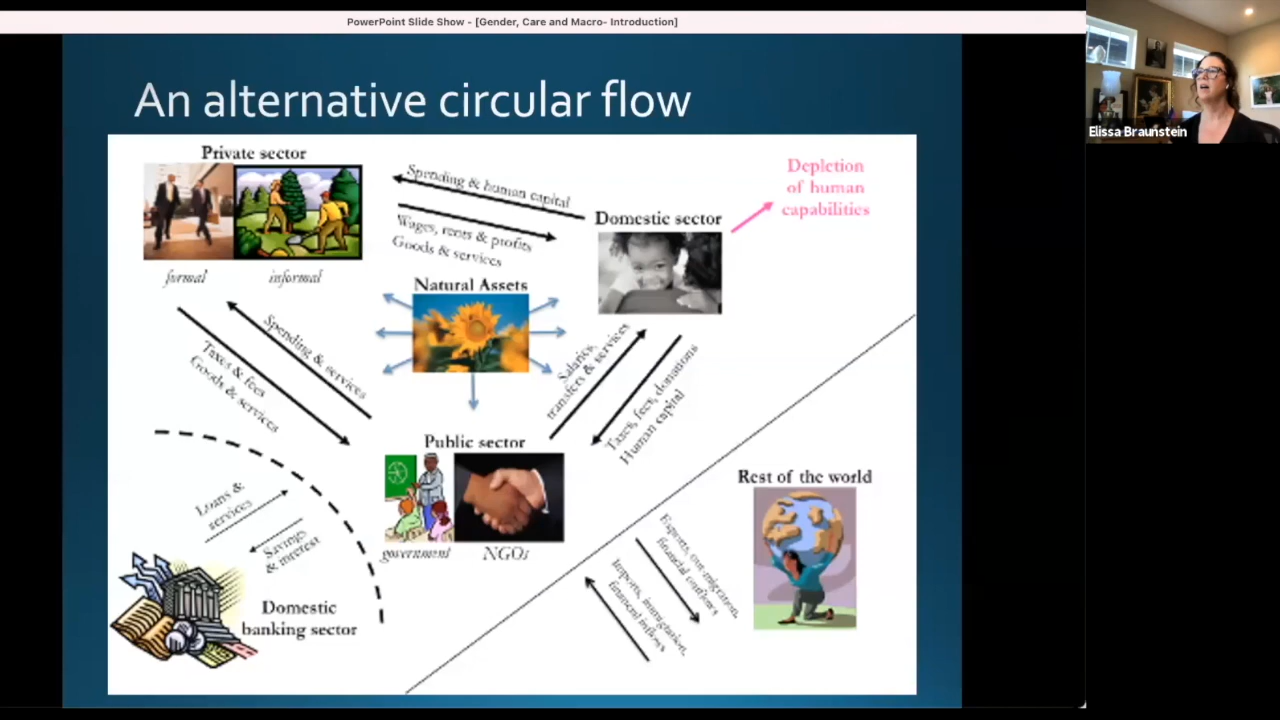 PowerPoint Slide Show - [Gender, Care and Macro- Introduction]
Elissa Braunstein
An alternative circular flow
Private sector
formal
informal
Spending & human capital
Wages, rents & profits
Goods & services
Domestic sector
Depletion
of human
capabilities
Natural Assets
Spending & services
Taxes & fees
Goods & services
Salaries,
transfers & services
Taxes, fees, donations
Human capital
Public sector
government
NGOs
Loans &
services
Savings
& interest
Domestic
banking sector
Rest of the world
Exports, out-migration,
financial outflows
Imports, immigration,
financial inflows